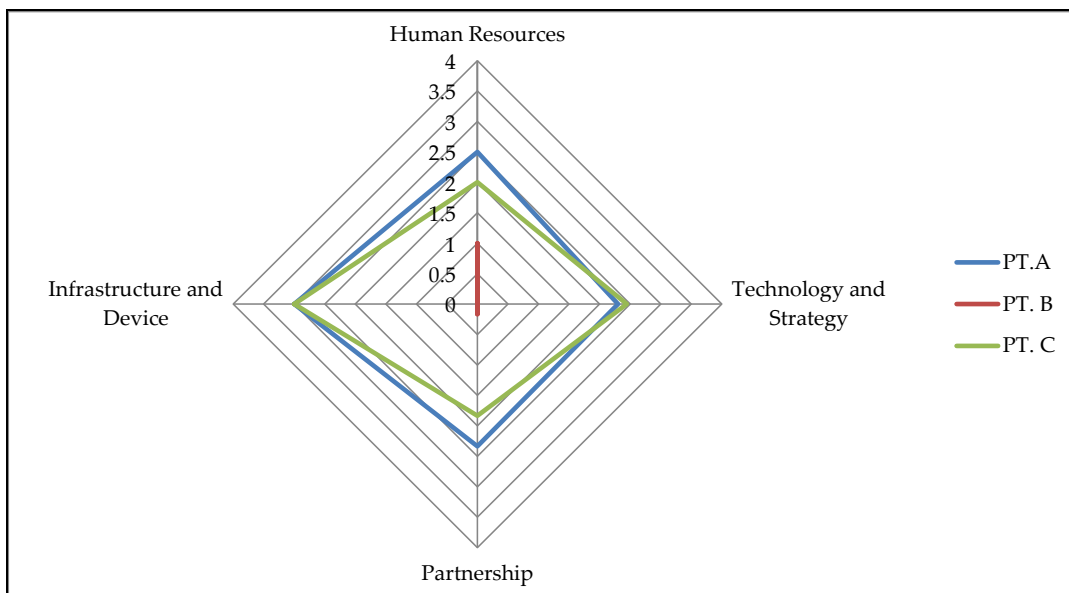 Human Resources
4
3.5
3
2.5
2
1.5
1
0.5
0
Infrastructure and
Device
Technology and
Strategy
Partnership
PT.A
PT. B
PT. C